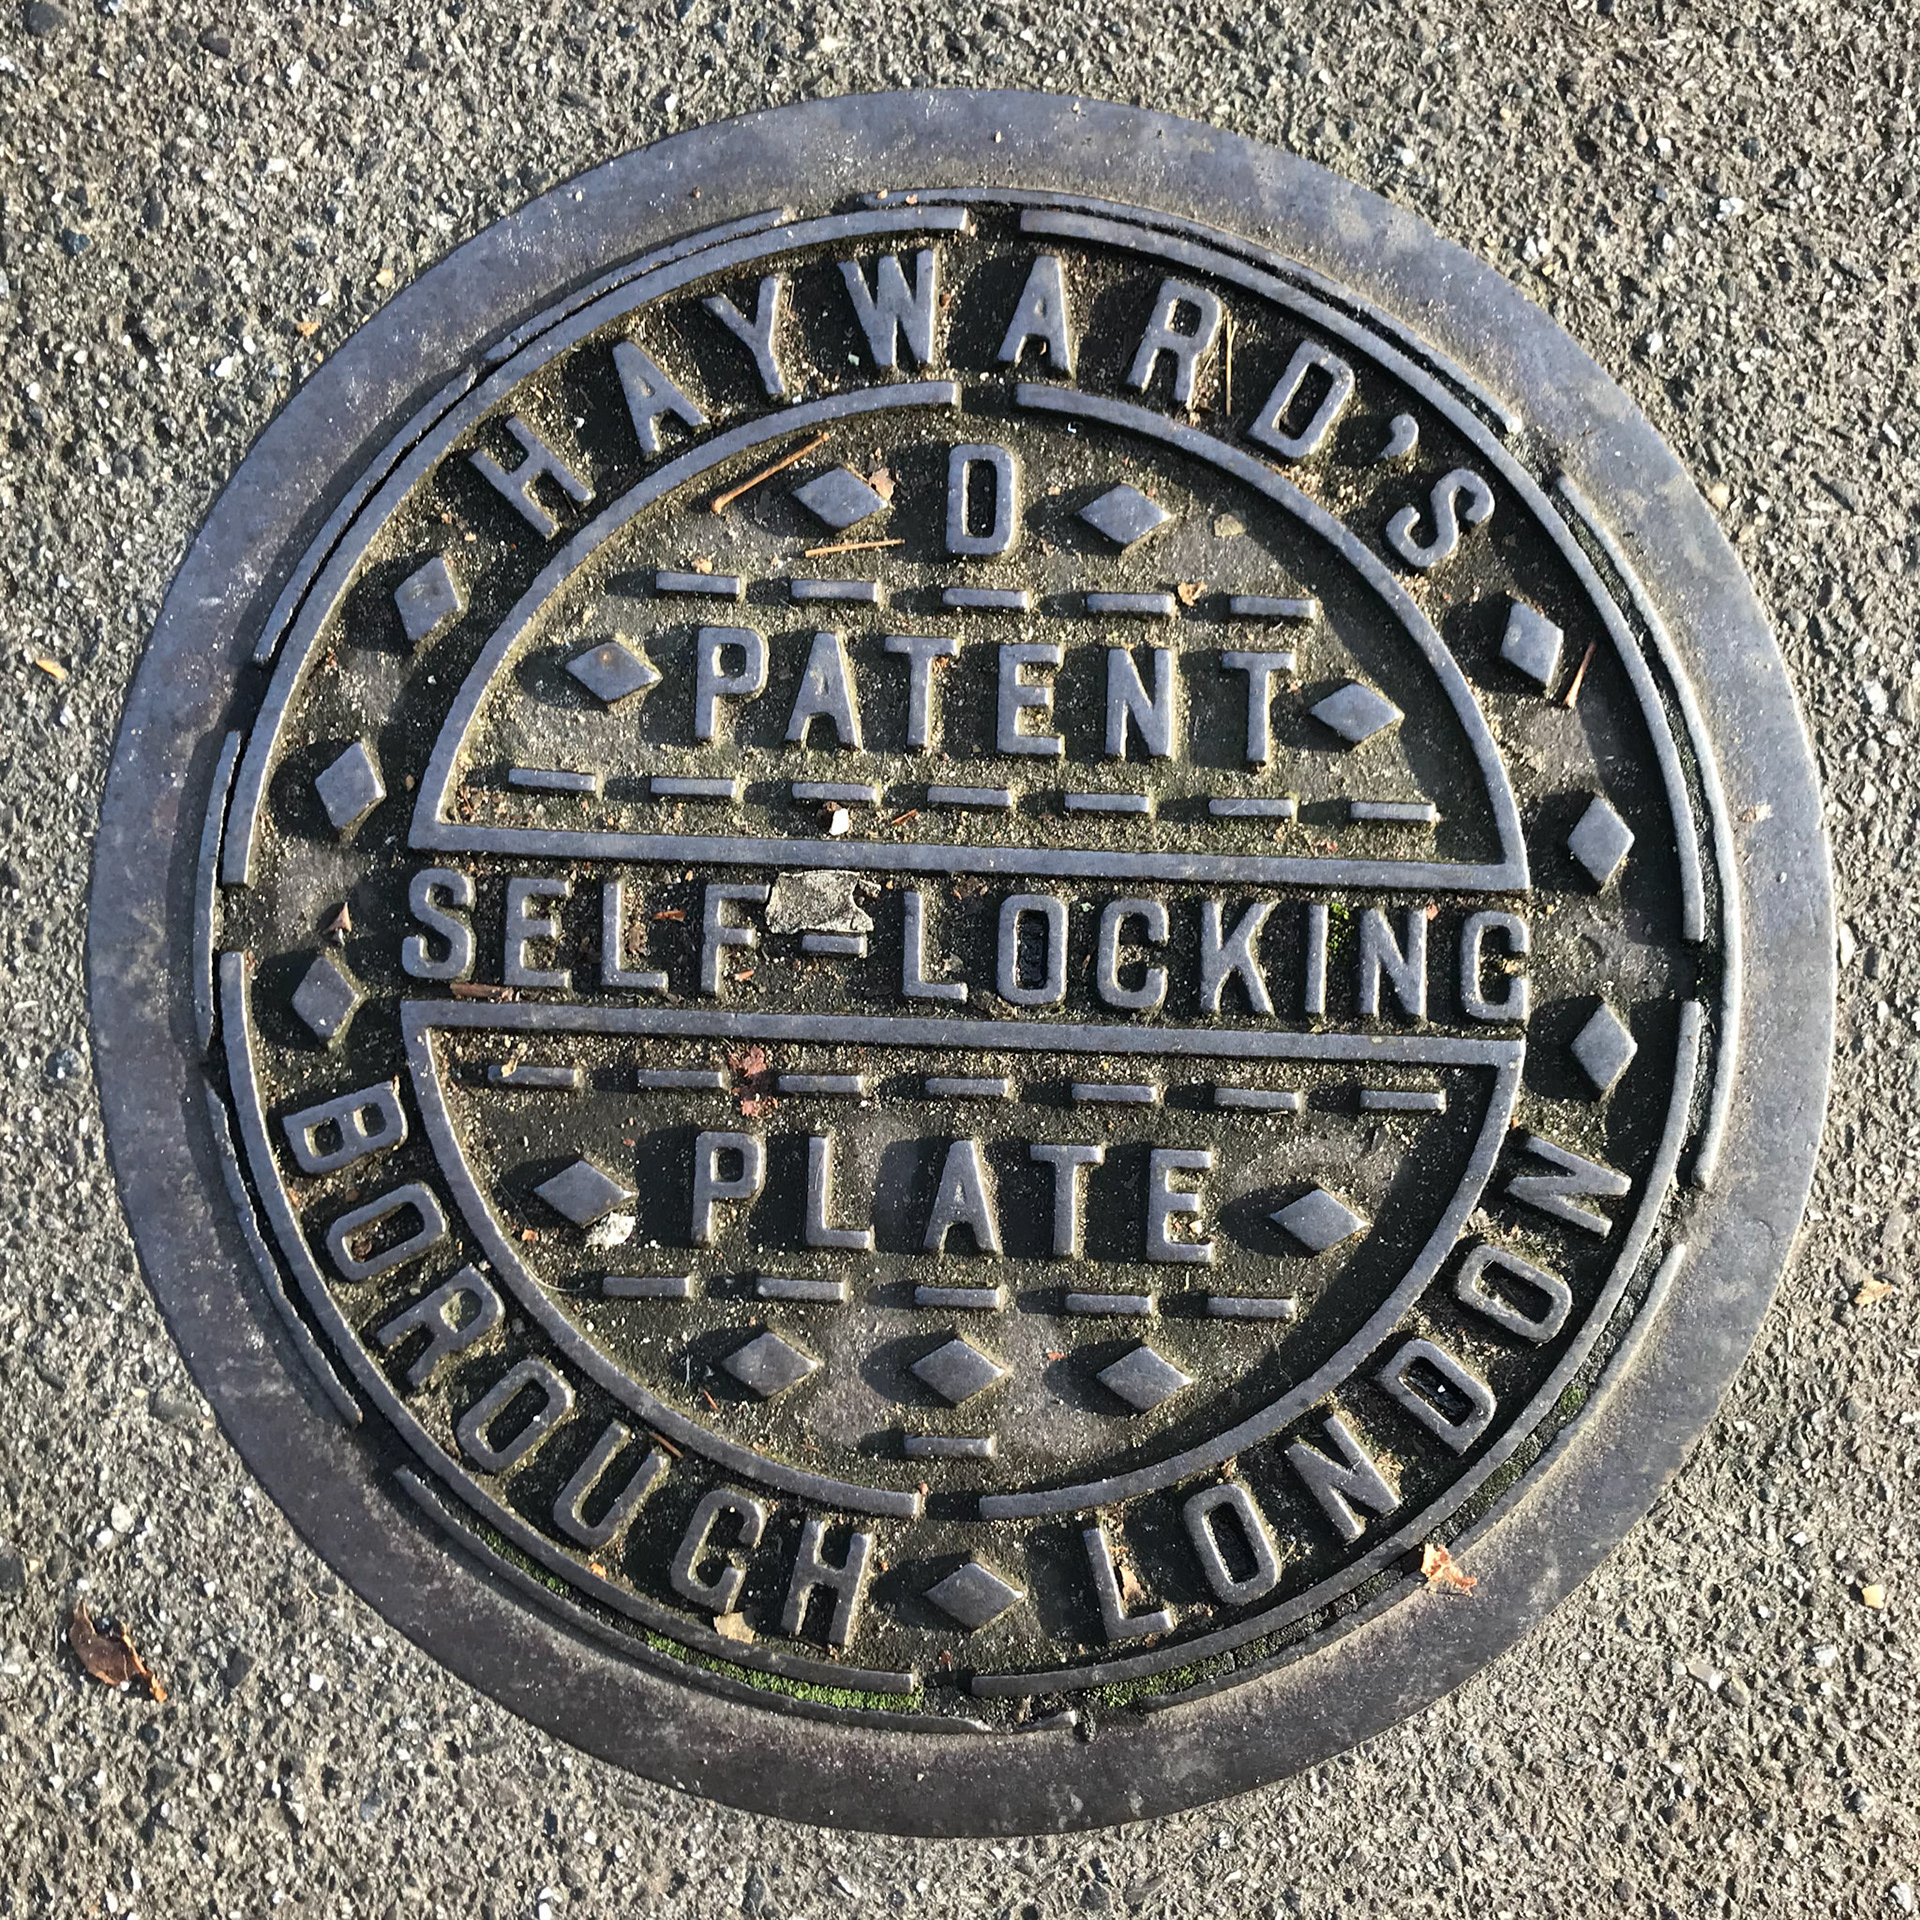 HAYWARD'S
O
PATENT
SELF-LOCKING
PLATE
BOROUGH LONDON